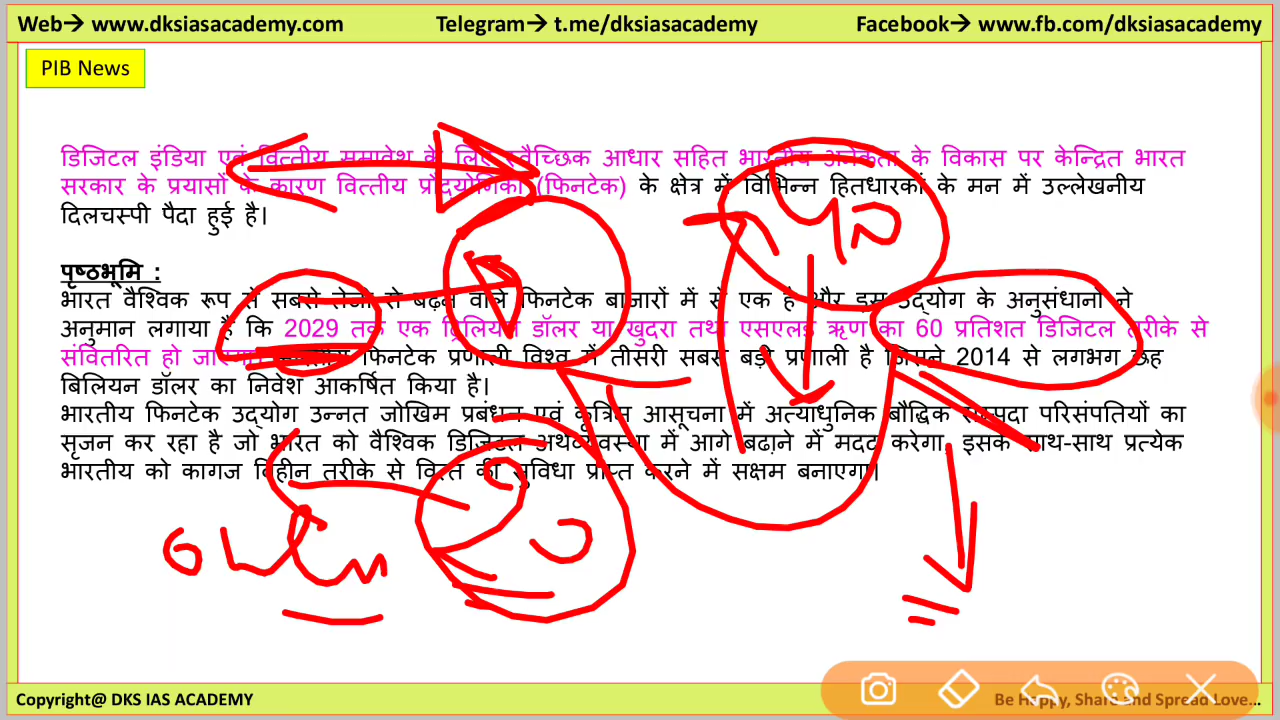 Web→ www.dksiasacademy.com Telegram→ t.me/dksiasacademy Facebook→ www.fb.com/dksiasacademy
PIB News
डिजिटल इंडिया एवं वित्तीय समावेश के लिए स्वैच्छिक आधार सहित भारतीय अनेकता के विकास पर केन्द्रित भारत
सरकार के प्रयासों के कारण वित्तीय प्रौद्योगिकी (फिनटेक) के क्षेत्र में विभिन्न हितधारकों के मन में उल्लेखनीय
दिलचस्पी पैदा हुई है।
पृष्ठभूमि :
भारत वैश्विक रूप से सबसे तेजी से बढ़ने वाले फिनटेक बाजारों में से एक है और इस उद्योग के अनुसंधानों ने
अनुमान लगाया है कि 2029 तक एक ट्रिलियन डॉलर या खुदरा तथा एसएलई ऋण का 60 प्रतिशत डिजिटल तरीके से
संवितरित हो जाएगा। फिनटेक प्रणाली विश्व में तीसरी सबसे बड़ी प्रणाली है जिसने 2014 से लगभग छह
बिलियन डॉलर का निवेश आकर्षित किया है।
भारतीय फिनटेक उद्योग उन्नत जोखिम प्रबंधन एवं कृत्रिम आसूचना में अत्याधुनिक बौद्धिक सम्पदा परिसंपतियों का
सृजन कर रहा है जो भारत को वैश्विक डिजिटल अर्थव्यवस्था में आगे बढ़ाने में मदद करेगा, इसके साथ-साथ प्रत्येक
भारतीय को कागज विहीन तरीके से वित्त की सुविधा प्राप्त करने में सक्षम बनाएगा।
Copyright@ DKS IAS ACADEMY Be Happy, Share and Spread Love...